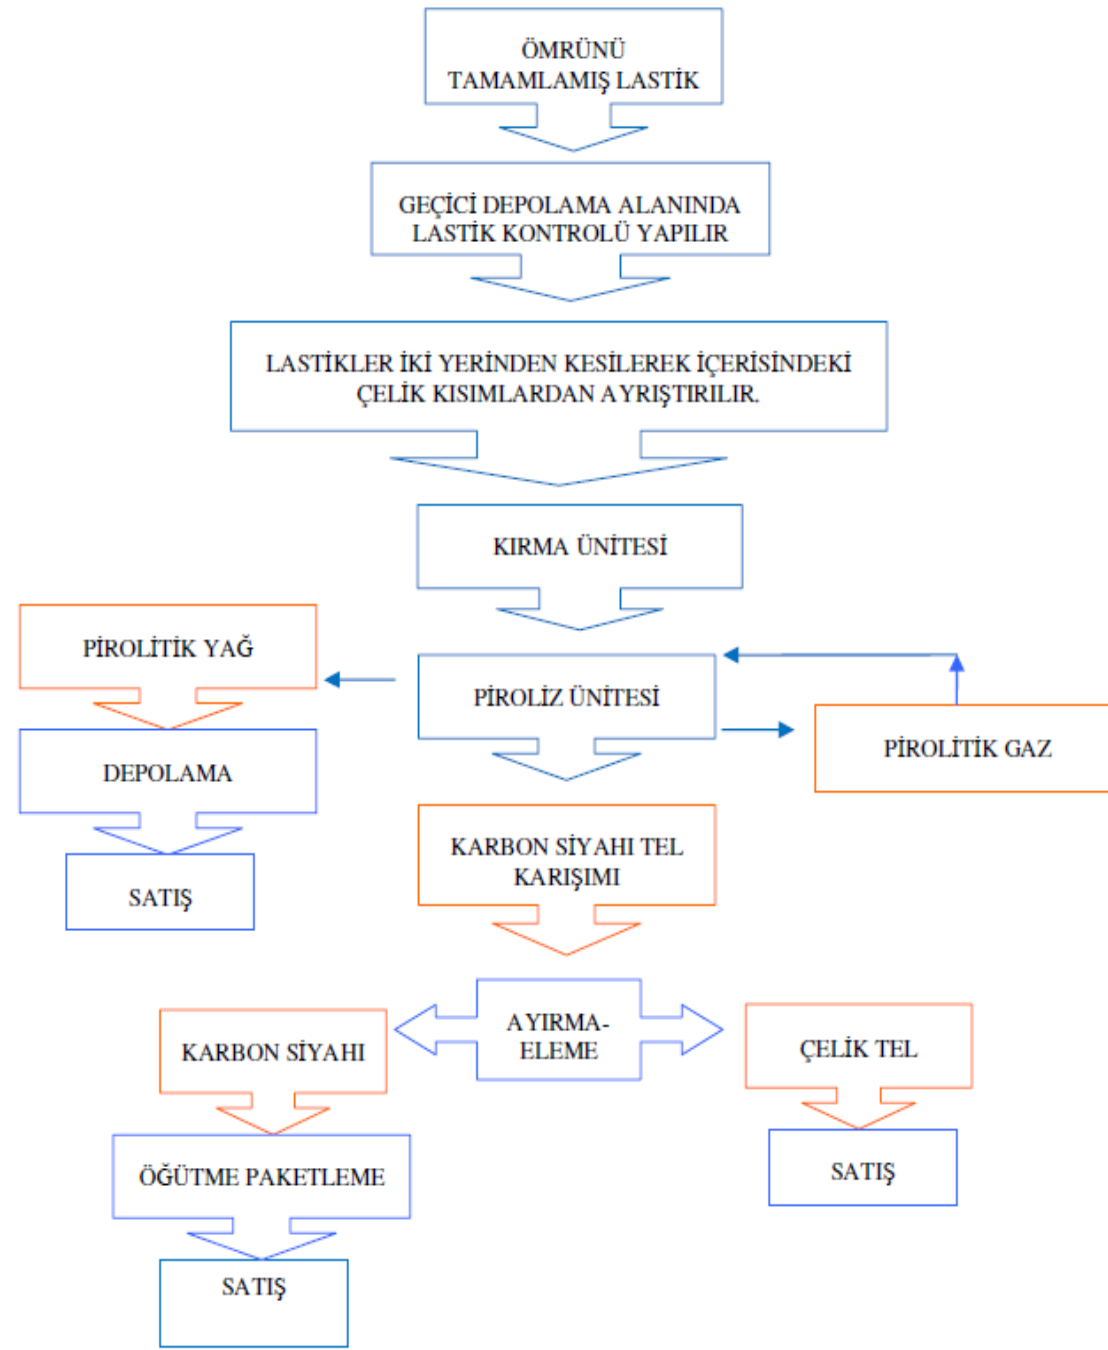 ÖMRÜNÜ
TAMAMLAMIŞ LASTİK
GEÇİCİ DEPOLAMA ALANINDA
LASTİK KONTROLÜ YAPILIR
LASTİKLER İKİ YERİNDEN KESİLEREK İÇERİSİNDEKİ
ÇELİK KISIMLARDAN AYRIŞTIRILIR.
KIRMA ÜNİTESİ
PİROLİTİK YAĞ
PİROLİZ ÜNİTESİ
PİROLİTİK GAZ
DEPOLAMA
SATIŞ
KARBON SİYAHI TEL
KARIŞIMI
AYIRMA-
ELEME
KARBON SİYAHI
ÇELİK TEL
ÖĞÜTME PAKETLEME
SATIŞ
SATIŞ